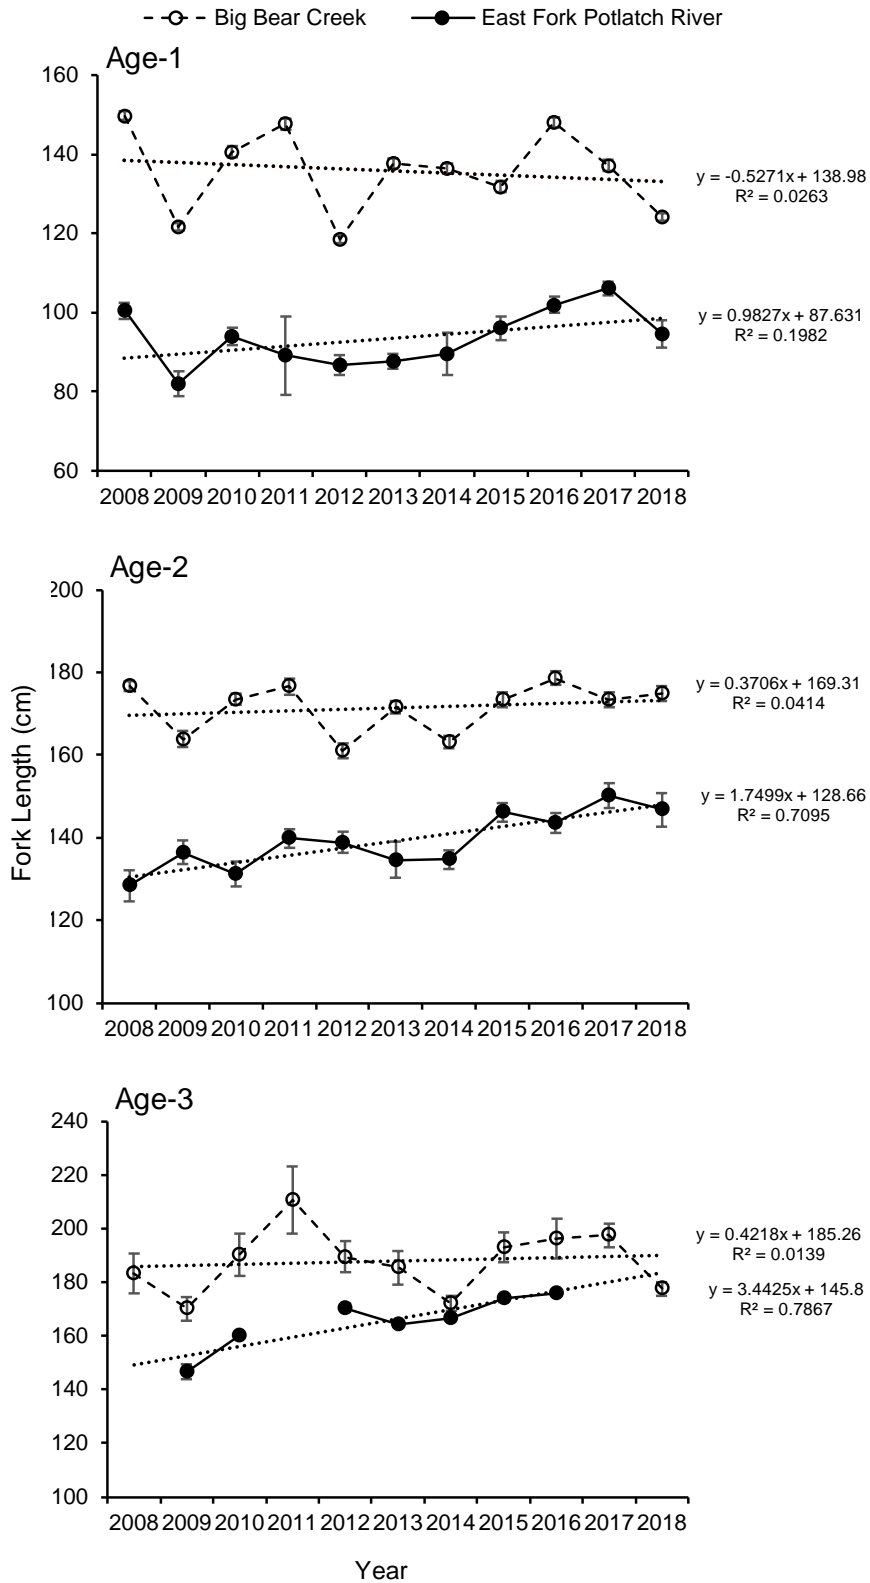 Big Bear Creek East Fork Potlatch River
Age-1
160
140
120
100
80
60
y = -0.5271x + 138.98
R² = 0.0263
y = 0.9827x + 87.631
R² = 0.1982
2008 2009 2010 2011 2012 2013 2014 2015 2016 2017 2018
Age-2
200
180
160
140
120
100
y = 0.3706x + 169.31
R² = 0.0414
y = 1.7499x + 128.66
R² = 0.7095
2008 2009 2010 2011 2012 2013 2014 2015 2016 2017 2018
Fork Length (cm)
Age-3
240
220
200
180
160
140
120
100
y = 0.4218x + 185.26
R² = 0.0139
y = 3.4425x + 145.8
R² = 0.7867
2008 2009 2010 2011 2012 2013 2014 2015 2016 2017 2018
Year